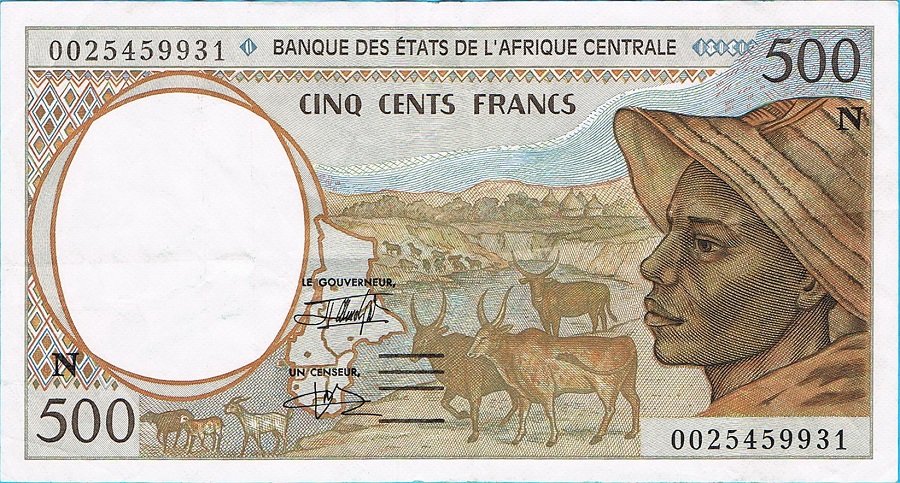 0025459931 BANQUE DES ÉTATS DE L'AFRIQUE CENTRALE 500
CINQ CENTS FRANCS
N
LE GOUVERNEUR,
N
UN CENSEUR,
500
0025459931